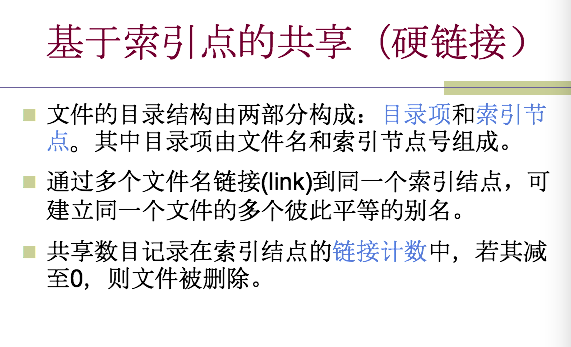 基于索引点的共享（硬链接）
文件的目录结构由两部分构成：目录项和索引节
点。其中目录项由文件名和索引节点号组成。
通过多个文件名链接(link)到同一个索引结点，可
建立同一个文件的多个彼此平等的别名。
共享数目记录在索引结点的链接计数中，若其减
至0，则文件被删除。